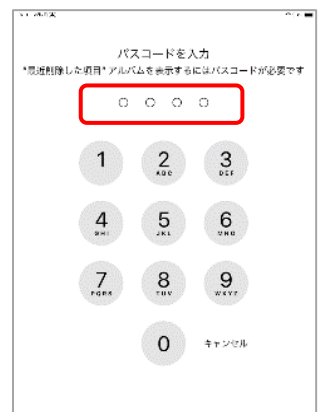 パスコードを入力
"最近削除した項目"アルバムを表示するにはパスコードが必要です
1
2
ABC
3
DEF
4
GHI
5
JKL
6
MNO
7
PQRS
8
TUV
9
WXYZ
0
キャンセル